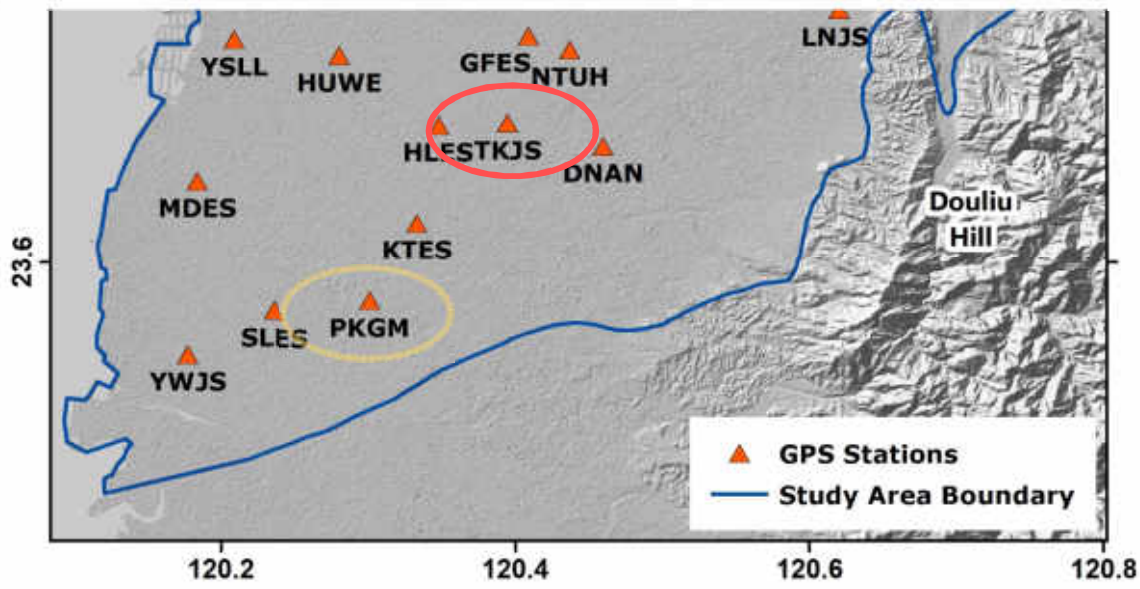 LNJS
YSLL
HUWE
GFES
NTUH
HLES
TKJS
DNAN
MDES
Douliu
Hill
KTES
23.6
SLES
PKGM
YWJS
GPS Stations
Study Area Boundary
120.2
120.4
120.6
120.8